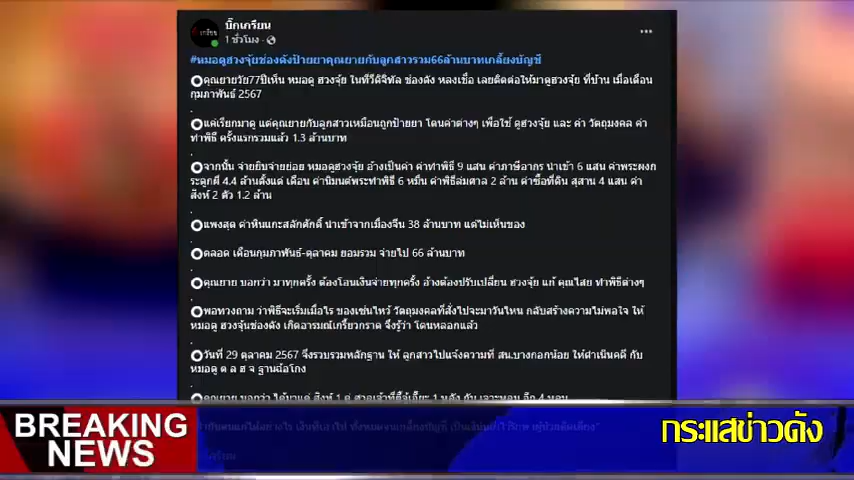 บิ๊กเกรียน
1 ชั่วโมง ·
#หมอดูฮวงจุ้ยช่องดังป้ายยาคุณยายกับลูกสาวรวม66ล้านบาทเกลี้ยงบัญชี
คุณยายวัย77ปีเห็น หมอดู ฮวงจุ้ย ในทีวีดิจิทัล ช่องดัง หลงเชื่อ เลยติดต่อให้มาดูฮวงจุ้ย ที่บ้าน เมื่อเดือน
กุมภาพันธ์ 2567
.
แค่เรียกมาดู แต่คุณยายกับลูกสาวเหมือนถูกป้ายยา โดนค่าต่างๆ เพื่อใช้ ดูฮวงจุ้ย และ ค่า วัตถุมงคล ค่า
ทำพิธี ครั้งแรกรวมแล้ว 1.3 ล้านบาท
.
จากนั้น จ่ายยิบจ่ายย่อย หมอดูฮวงจุ้ย อ้างเป็นค่า ค่าทำพิธี 9 แสน ค่าภาษีอากร นำเข้า 6 แสน ค่าพระผงก
ระดูกผี 4.4 ล้านตั้งแต่ เดือน ค่านิมนต์พระทำพิธี 6 หมื่น ค่าพิธีล่มศาล 2 ล้าน ค่าซื้อที่ดิน สุสาน 4 แสน ค่า
สิงห์ 2 ตัว 1.2 ล้าน
.
แพงสุด ค่าหินแกะสลักศักดิ์ นำเข้าจากเมืองจีน 38 ล้านบาท แต่ไม่เห็นของ
.
ตลอด เดือนกุมภาพันธ์-ตุลาคม ยอมรวม จ่ายไป 66 ล้านบาท
.
คุณยาย บอกว่า มาทุกครั้ง ต้องโอนเงินจ่ายทุกครั้ง อ้างต้องปรับเปลี่ยน ฮวงจุ้ย แก้ คุณไสย ทำพิธีต่างๆ
.
พอทวงถาม ว่าพิธีจะเริ่มเมื่อไร ของเซ่นไหว้ วัตถุมงคลที่สั่งไปจะมาวันไหน กลับสร้างความไม่พอใจ ให้
หมอดู ฮวงจุ้นช่องดัง เกิดอารมณ์เกรี้ยวกราด จึงรู้ว่า โดนหลอกแล้ว
.
วันที่ 29 ตุลาคม 2567 จึงรวบรวมหลักฐาน ให้ ลูกสาวไปแจ้งความที่ สน.บางกอกน้อย ให้ดำเนินคดี กับ
หมอดู ต ล ฮ จ ฐานฉ้อโกง
.
คุณยาย บอกว่า ได้มาแค่ สิงห์ 1 คู่
BREAKING
NEWS
กระแสข่าวดัง